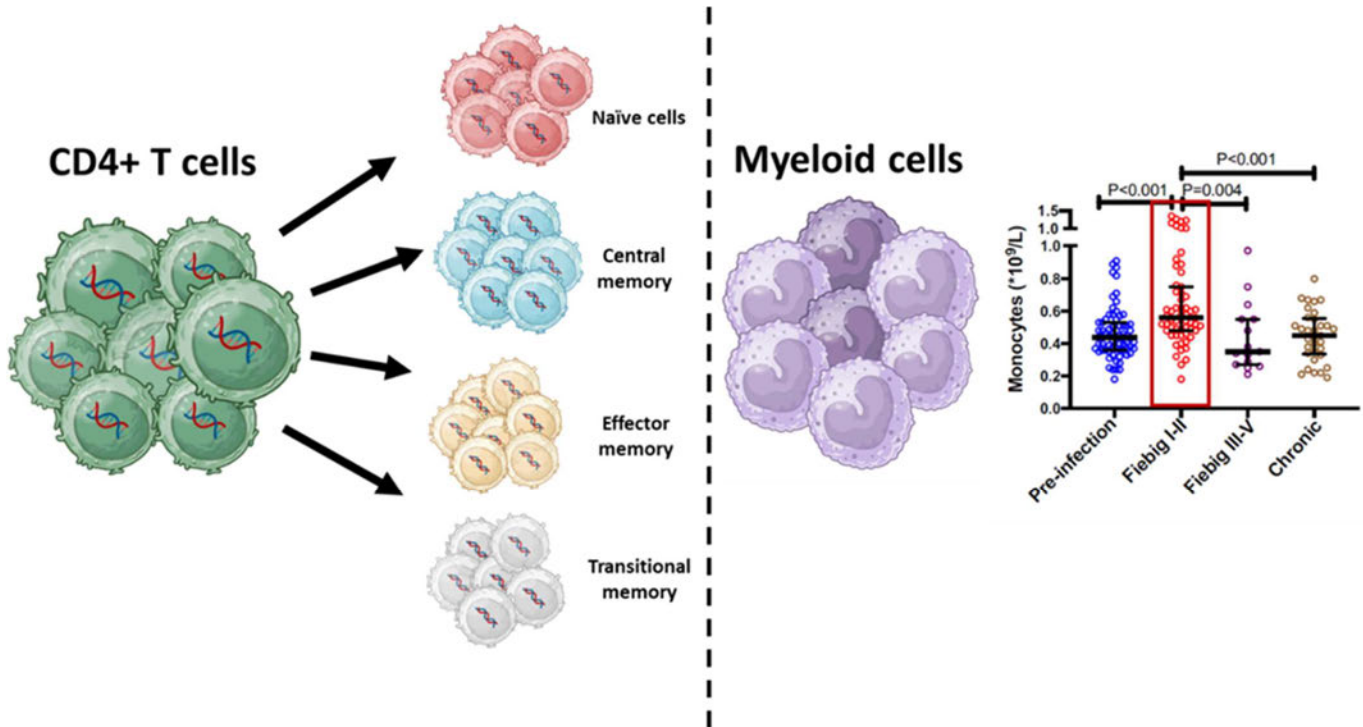 CD4+ T cells
Naïve cells
Central
memory
Effector
memory
Transitional
memory
Myeloid cells
P<0.001
P<0.001
P=0.004
Monocytes (*10⁹/L)
1.5
1.0
1.0
0.8
0.6
0.4
0.2
0.0
Pre-infection
Fiebig I-II
Fiebig III-V
Chronic